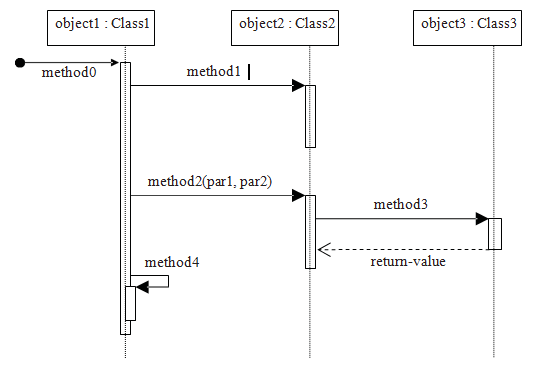 object1 : Class1
object2 : Class2
object3 : Class3
method0
method1
method2(par1, par2)
method3
return-value
method4